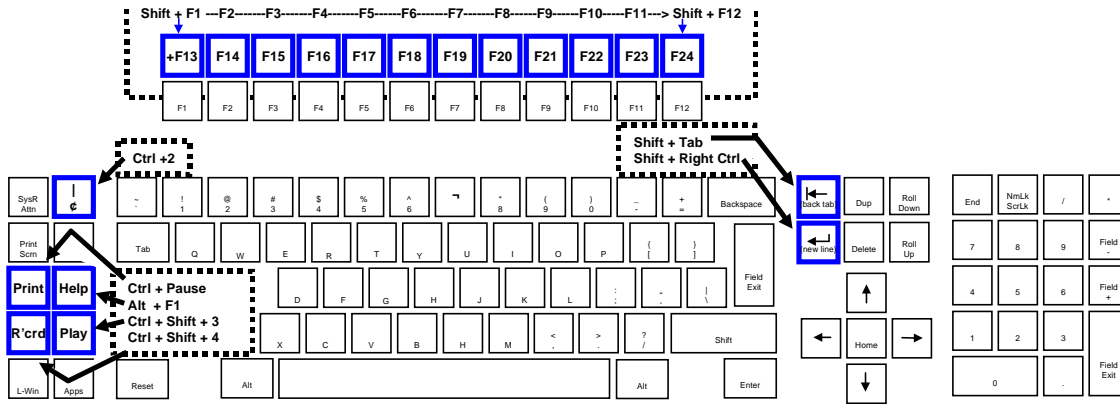 Shift + F1 ---F2-------F3-------F4-------F5-------F6-------F7-------F8-------F9-------F10-----F11---> Shift + F12
+F13 F14 F15 F16 F17 F18 F19 F20 F21 F22 F23 F24
F1 F2 F3 F4 F5 F6 F7 F8 F9 F10 F11 F12
Ctrl +2
Shift + Tab
Shift + Right Ctrl
SysR
Attn
|
¢
~
`
!
1
@
2
#
3
$
4
%
5
^
6
¬
*
8
(
9
)
0
_
-
+
=
Backspace
(back tab)
Dup
Roll
Down
End
NmLk
ScrLk
/
*
Print
Scrn
Tab
Q W E R T Y U I O P
{
[
}
]
Field
Exit
(new line)
Delete
Roll
Up
7 8 9
Field
-
Print Help
Ctrl + Pause
Alt + F1
Ctrl + Shift + 3
Ctrl + Shift + 4
D F G H J K L
:
;
"
,
|
\
4 5 6
Field
+
R'crd Play
X C V B H M
<
,
>
.
?
/
Shift
Home
1 2 3
Field
Exit
L-Win Apps Reset Alt Alt Enter
0 .